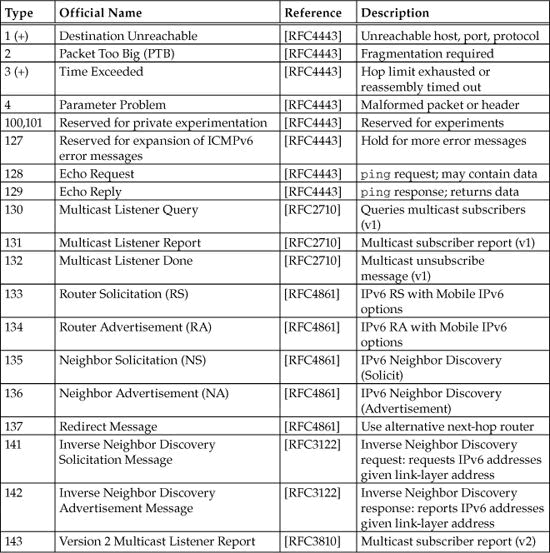 Type Official Name Reference Description
1 (+) Destination Unreachable [RFC4443] Unreachable host, port, protocol
2 Packet Too Big (PTB) [RFC4443] Fragmentation required
3 (+) Time Exceeded [RFC4443] Hop limit exhausted or
reassembly timed out
4 Parameter Problem [RFC4443] Malformed packet or header
100,101 Reserved for private experimentation [RFC4443] Reserved for experiments
127 Reserved for expansion of ICMPv6 [RFC4443] Hold for more error messages
error messages
128 Echo Request [RFC4443] ping request; may contain data
129 Echo Reply [RFC4443] ping response; returns data
130 Multicast Listener Query [RFC2710] Queries multicast subscribers
(v1)
131 Multicast Listener Report [RFC2710] Multicast subscriber report (v1)
132 Multicast Listener Done [RFC2710] Multicast unsubscribe
message (v1)
133 Router Solicitation (RS) [RFC4861] IPv6 RS with Mobile IPv6
options
134 Router Advertisement (RA) [RFC4861] IPv6 RA with Mobile IPv6
options
135 Neighbor Solicitation (NS) [RFC4861] IPv6 Neighbor Discovery
(Solicit)
136 Neighbor Advertisement (NA) [RFC4861] IPv6 Neighbor Discovery
(Advertisement)
137 Redirect Message [RFC4861] Use alternative next-hop router
141 Inverse Neighbor Discovery [RFC3122] Inverse Neighbor Discovery
Solicitation Message request: requests IPv6 addresses
given link-layer address
142 Inverse Neighbor Discovery [RFC3122] Inverse Neighbor Discovery
Advertisement Message response: reports IPv6 addresses
given link-layer address
143 Version 2 Multicast Listener Report [RFC3810] Multicast subscriber report (v2)